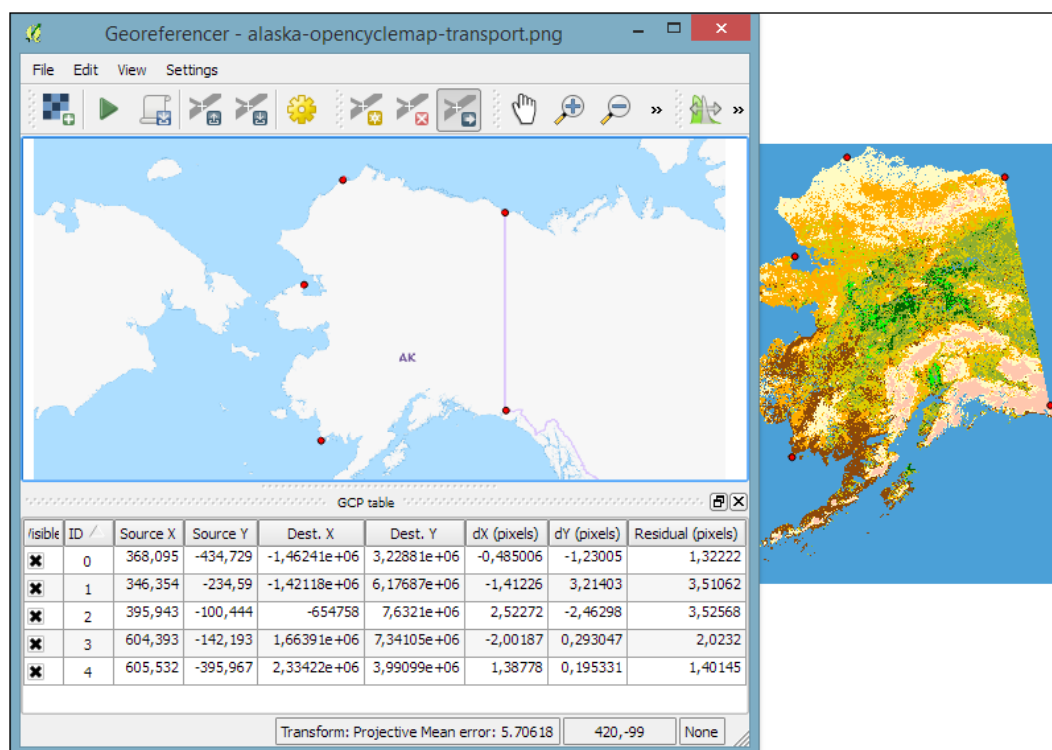 Georeferencer - alaska-opencyclemap-transport.png
File Edit View Settings
» »
AK
GCP table
/isible ID Source X Source Y Dest. X Dest. Y dX (pixels) dY (pixels) Residual (pixels)
0 368,095 -434,729 -1,46241e+06 3,22881e+06 -0,485006 -1,23005 1,32222
1 346,354 -234,59 -1,42118e+06 6,17687e+06 -1,41226 3,21403 3,51062
2 395,943 -100,444 -654758 7,6321e+06 2,52272 -2,46298 3,52568
3 604,393 -142,193 1,66391e+06 7,34105e+06 -2,00187 0,293047 2,0232
4 605,532 -395,967 2,33422e+06 3,99099e+06 1,38778 0,195331 1,40145
Transform: Projective Mean error: 5.70618 420,-99 None